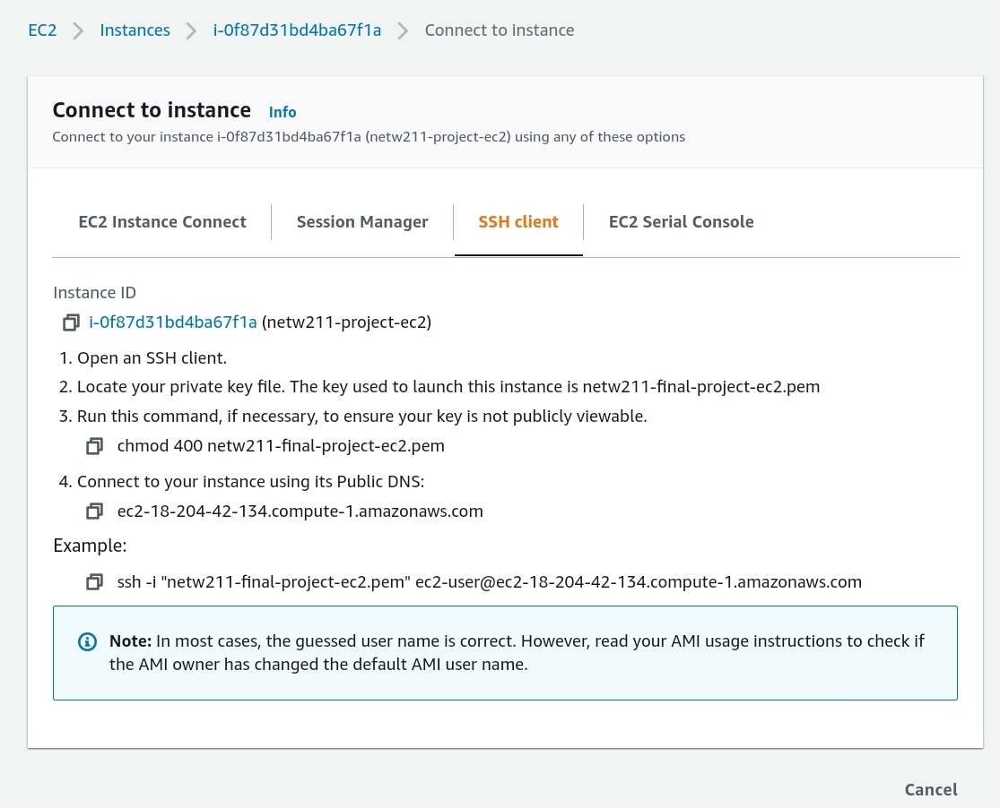 EC2 Instances i-0f87d31bd4ba67f1a Connect to instance
Connect to instance Info
Connect to your instance i-0f87d31bd4ba67f1a (netw211-project-ec2) using any of these options
EC2 Instance Connect Session Manager SSH client EC2 Serial Console
Instance ID
i-0f87d31bd4ba67f1a (netw211-project-ec2)
1. Open an SSH client.
2. Locate your private key file. The key used to launch this instance is netw211-final-project-ec2.pem
3. Run this command, if necessary, to ensure your key is not publicly viewable.
chmod 400 netw211-final-project-ec2.pem
4. Connect to your instance using its Public DNS:
ec2-18-204-42-134.compute-1.amazonaws.com
Example:
ssh -i "netw211-final-project-ec2.pem" ec2-user@ec2-18-204-42-134.compute-1.amazonaws.com
Note: In most cases, the guessed user name is correct. However, read your AMI usage instructions to check if
the AMI owner has changed the default AMI user name.
Cancel